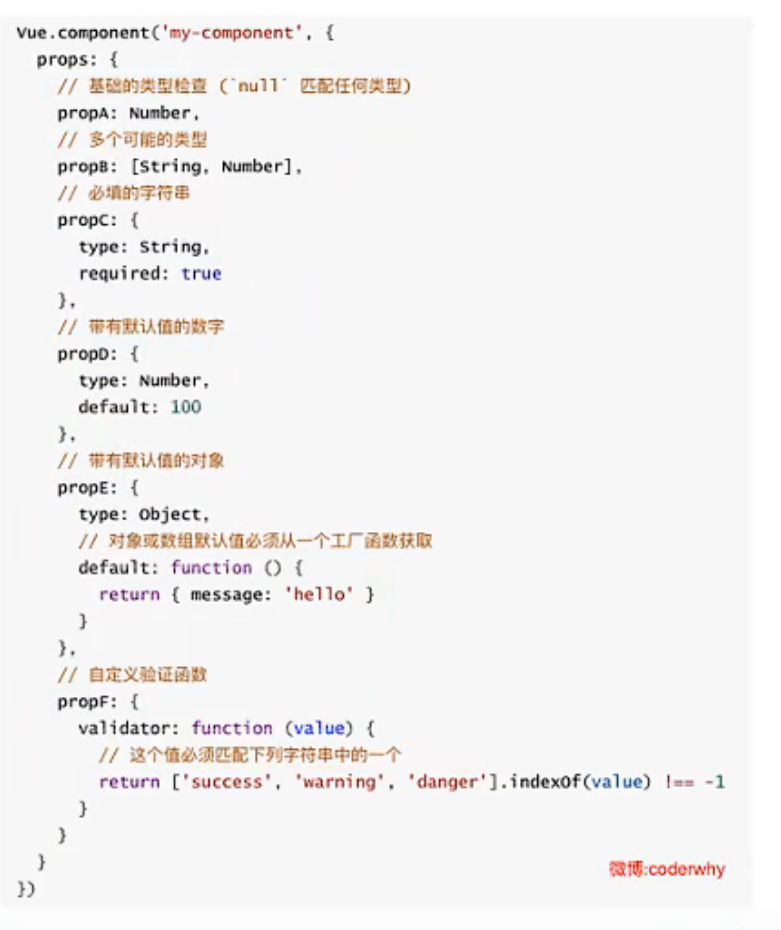 Vue.component('my-component', {
  props: {
    // 基础的类型检查 (`null` 匹配任何类型)
    propA: Number,
    // 多个可能的类型
    propB: [String, Number],
    // 必填的字符串
    propC: {
      type: String,
      required: true
    },
    // 带有默认值的数字
    propD: {
      type: Number,
      default: 100
    },
    // 带有默认值的对象
    propE: {
      type: Object,
      // 对象或数组默认值必须从一个工厂函数获取
      default: function () {
        return { message: 'hello' }
      }
    },
    // 自定义验证函数
    propF: {
      validator: function (value) {
        // 这个值必须匹配下列字符串中的一个
        return ['success', 'warning', 'danger'].indexOf(value) !== -1
      }
    }
  }
微博:coderwhy
})